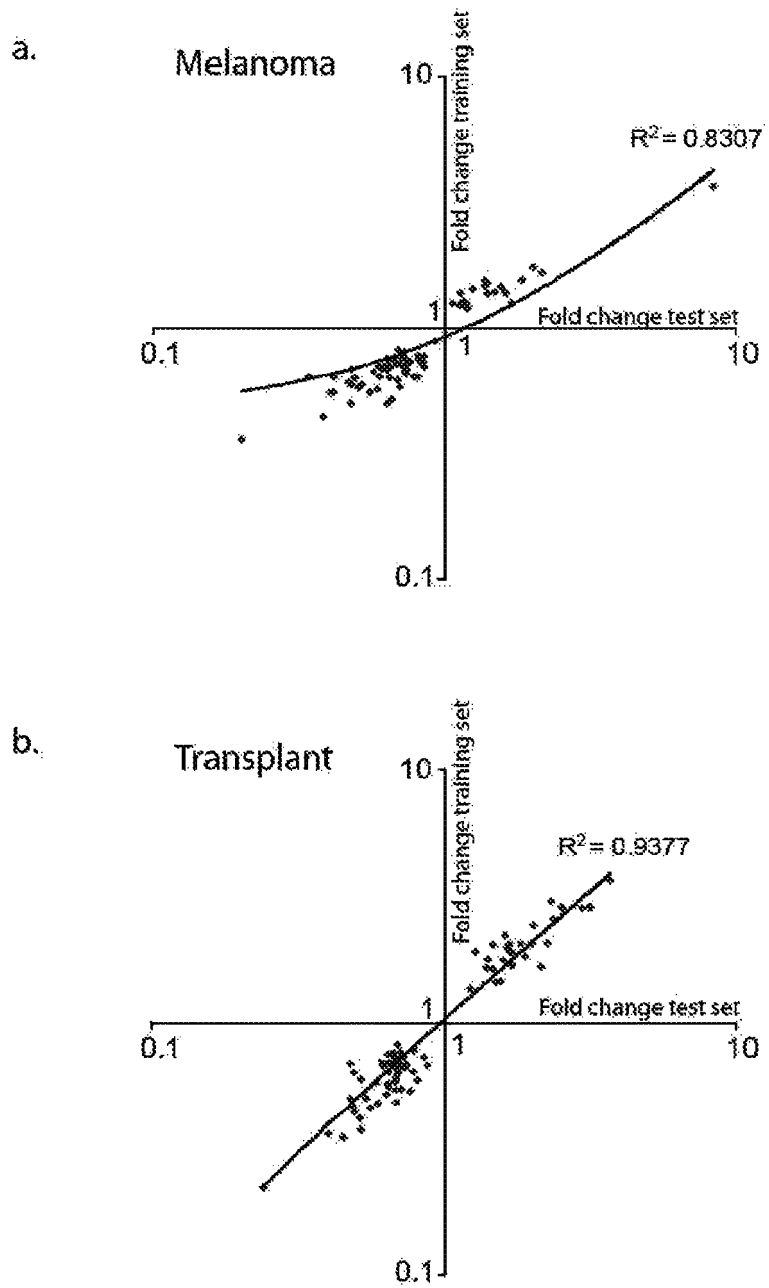 a.
Melanoma
10
Fold change training set
R² = 0.8307
1
Fold change test set
0.1
1
10
0.1
b.
Transplant
10
Fold change training set
R² = 0.9377
1
Fold change test set
0.1
1
10
0.1